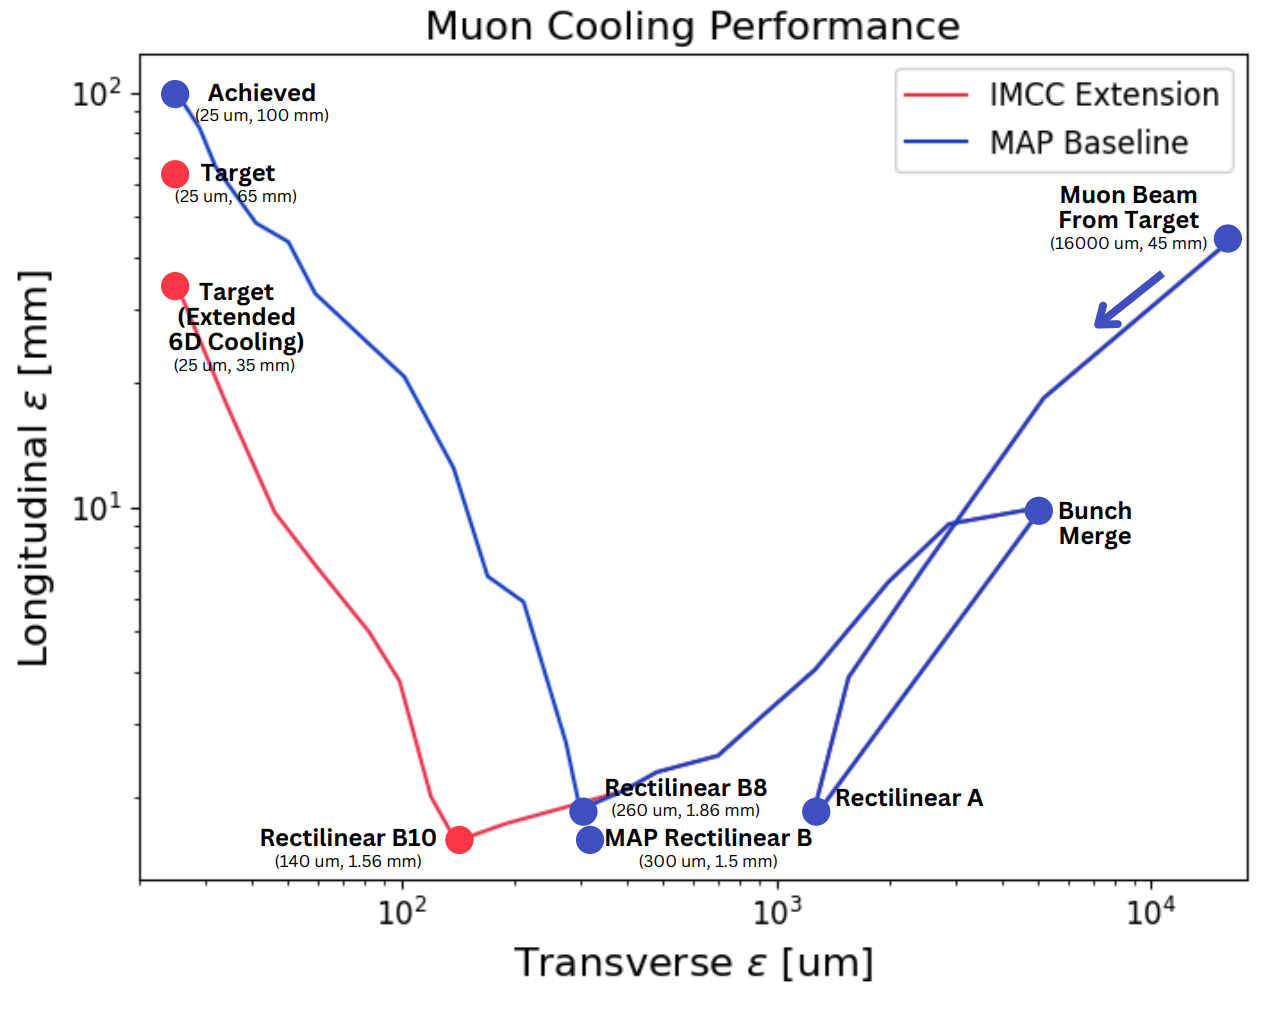 Muon Cooling Performance
10²
Achieved
(25 um, 100 mm)
IMCC Extension
MAP Baseline
Target
(25 um, 65 mm)
Muon Beam
From Target
(16000 um, 45 mm)
Target
(Extended
6D Cooling)
(25 um, 35 mm)
Longitudinal ε [mm]
10¹
Bunch
Merge
Rectilinear B8
(260 um, 1.86 mm)
Rectilinear A
Rectilinear B10
(140 um, 1.56 mm)
MAP Rectilinear B
(300 um, 1.5 mm)
10²
10³
10⁴
Transverse ε [um]